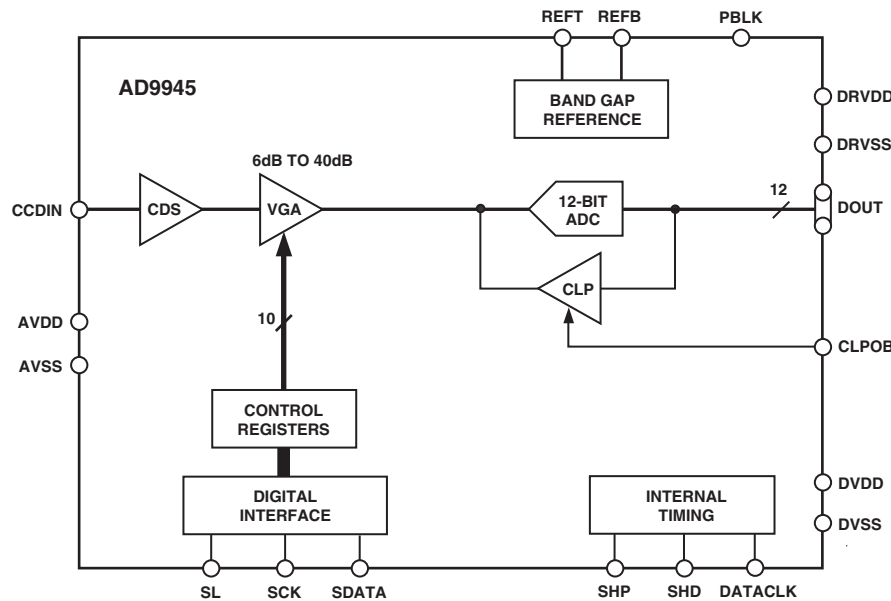 REFT REFB PBLK
AD9945
BAND GAP
REFERENCE
DRVDD
DRVSS
6dB TO 40dB
CCDIN
CDS
VGA
12-BIT
ADC
12
DOUT
CLP
AVDD
10
AVSS
CLPOB
CONTROL
REGISTERS
DIGITAL
INTERFACE
INTERNAL
TIMING
DVDD
DVSS
SL SCK SDATA SHP SHD DATACLK